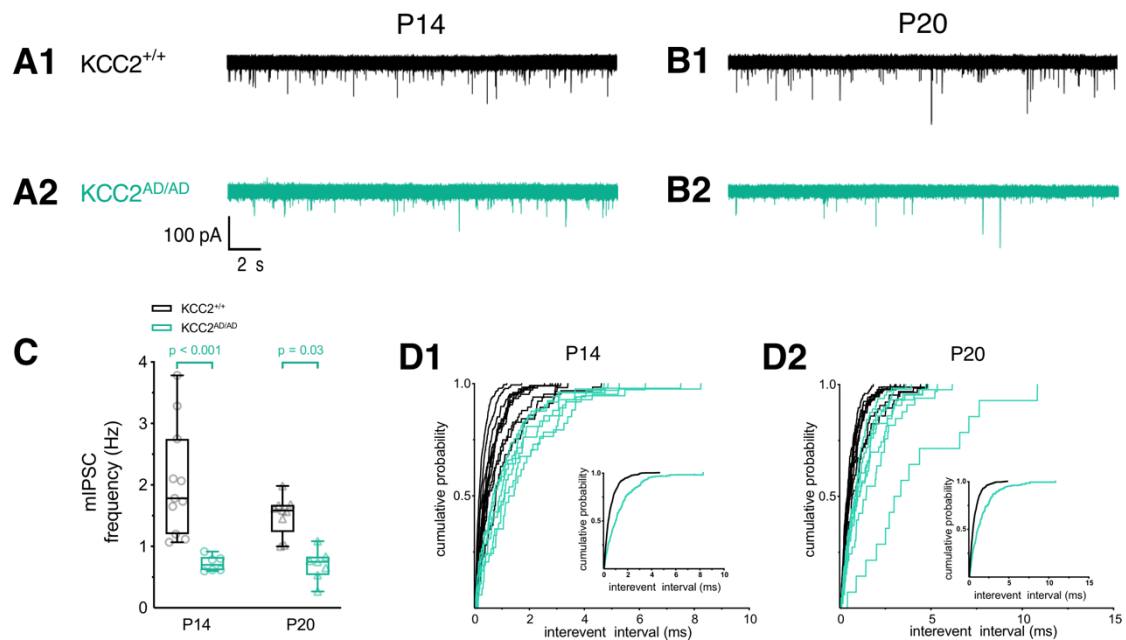 P14
P20
A1 KCC2+/+
B1
A2 KCC2AD/AD
B2
100 pA
2 s
KCC2+/+
KCC2AD/AD
C
p < 0.001
p = 0.03
mIPSC
frequency (Hz)
4
3
2
1
0
P14
P20
D1
P14
cumulative probability
1.0
0.5
0
2
4
6
8
10
interevent interval (ms)
cumulative probability
1.0
0.5
0
2
4
6
8
10
interevent interval (ms)
D2
P20
cumulative probability
1.0
0.5
0
5
10
15
interevent interval (ms)
cumulative probability
1.0
0.5
0
5
10
15
interevent interval (ms)